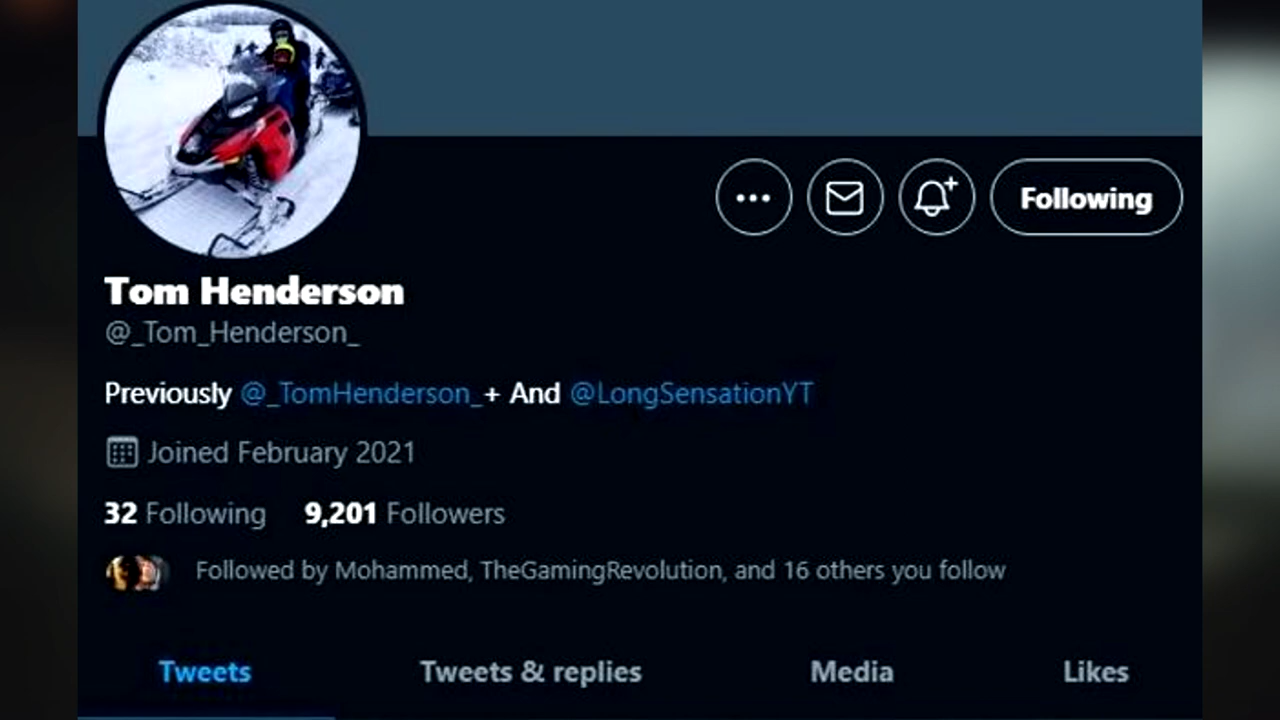 Following
Tom Henderson
@_Tom_Henderson_
Previously @_TomHenderson_+ And @LongSensationYT
Joined February 2021
32 Following 9,201 Followers
Followed by Mohammed, TheGamingRevolution, and 16 others you follow
Tweets Tweets & replies Media Likes